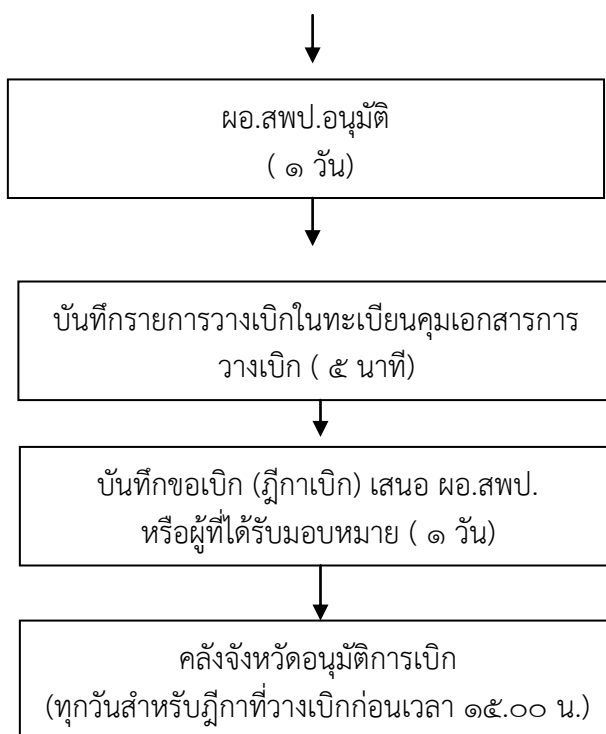 ผอ.สพป.อนุมัติ
( ๑ วัน)
บันทึกรายการวางเบิกในทะเบียนคุมเอกสารการ
วางเบิก ( ๕ นาที)
บันทึกขอเบิก (ฎีกาเบิก) เสนอ ผอ.สพป.
หรือผู้ที่ได้รับมอบหมาย ( ๑ วัน)
คลังจังหวัดอนุมัติการเบิก
(ทุกวันสำหรับฎีกาที่วางเบิกก่อนเวลา ๑๕.๐๐ น.)